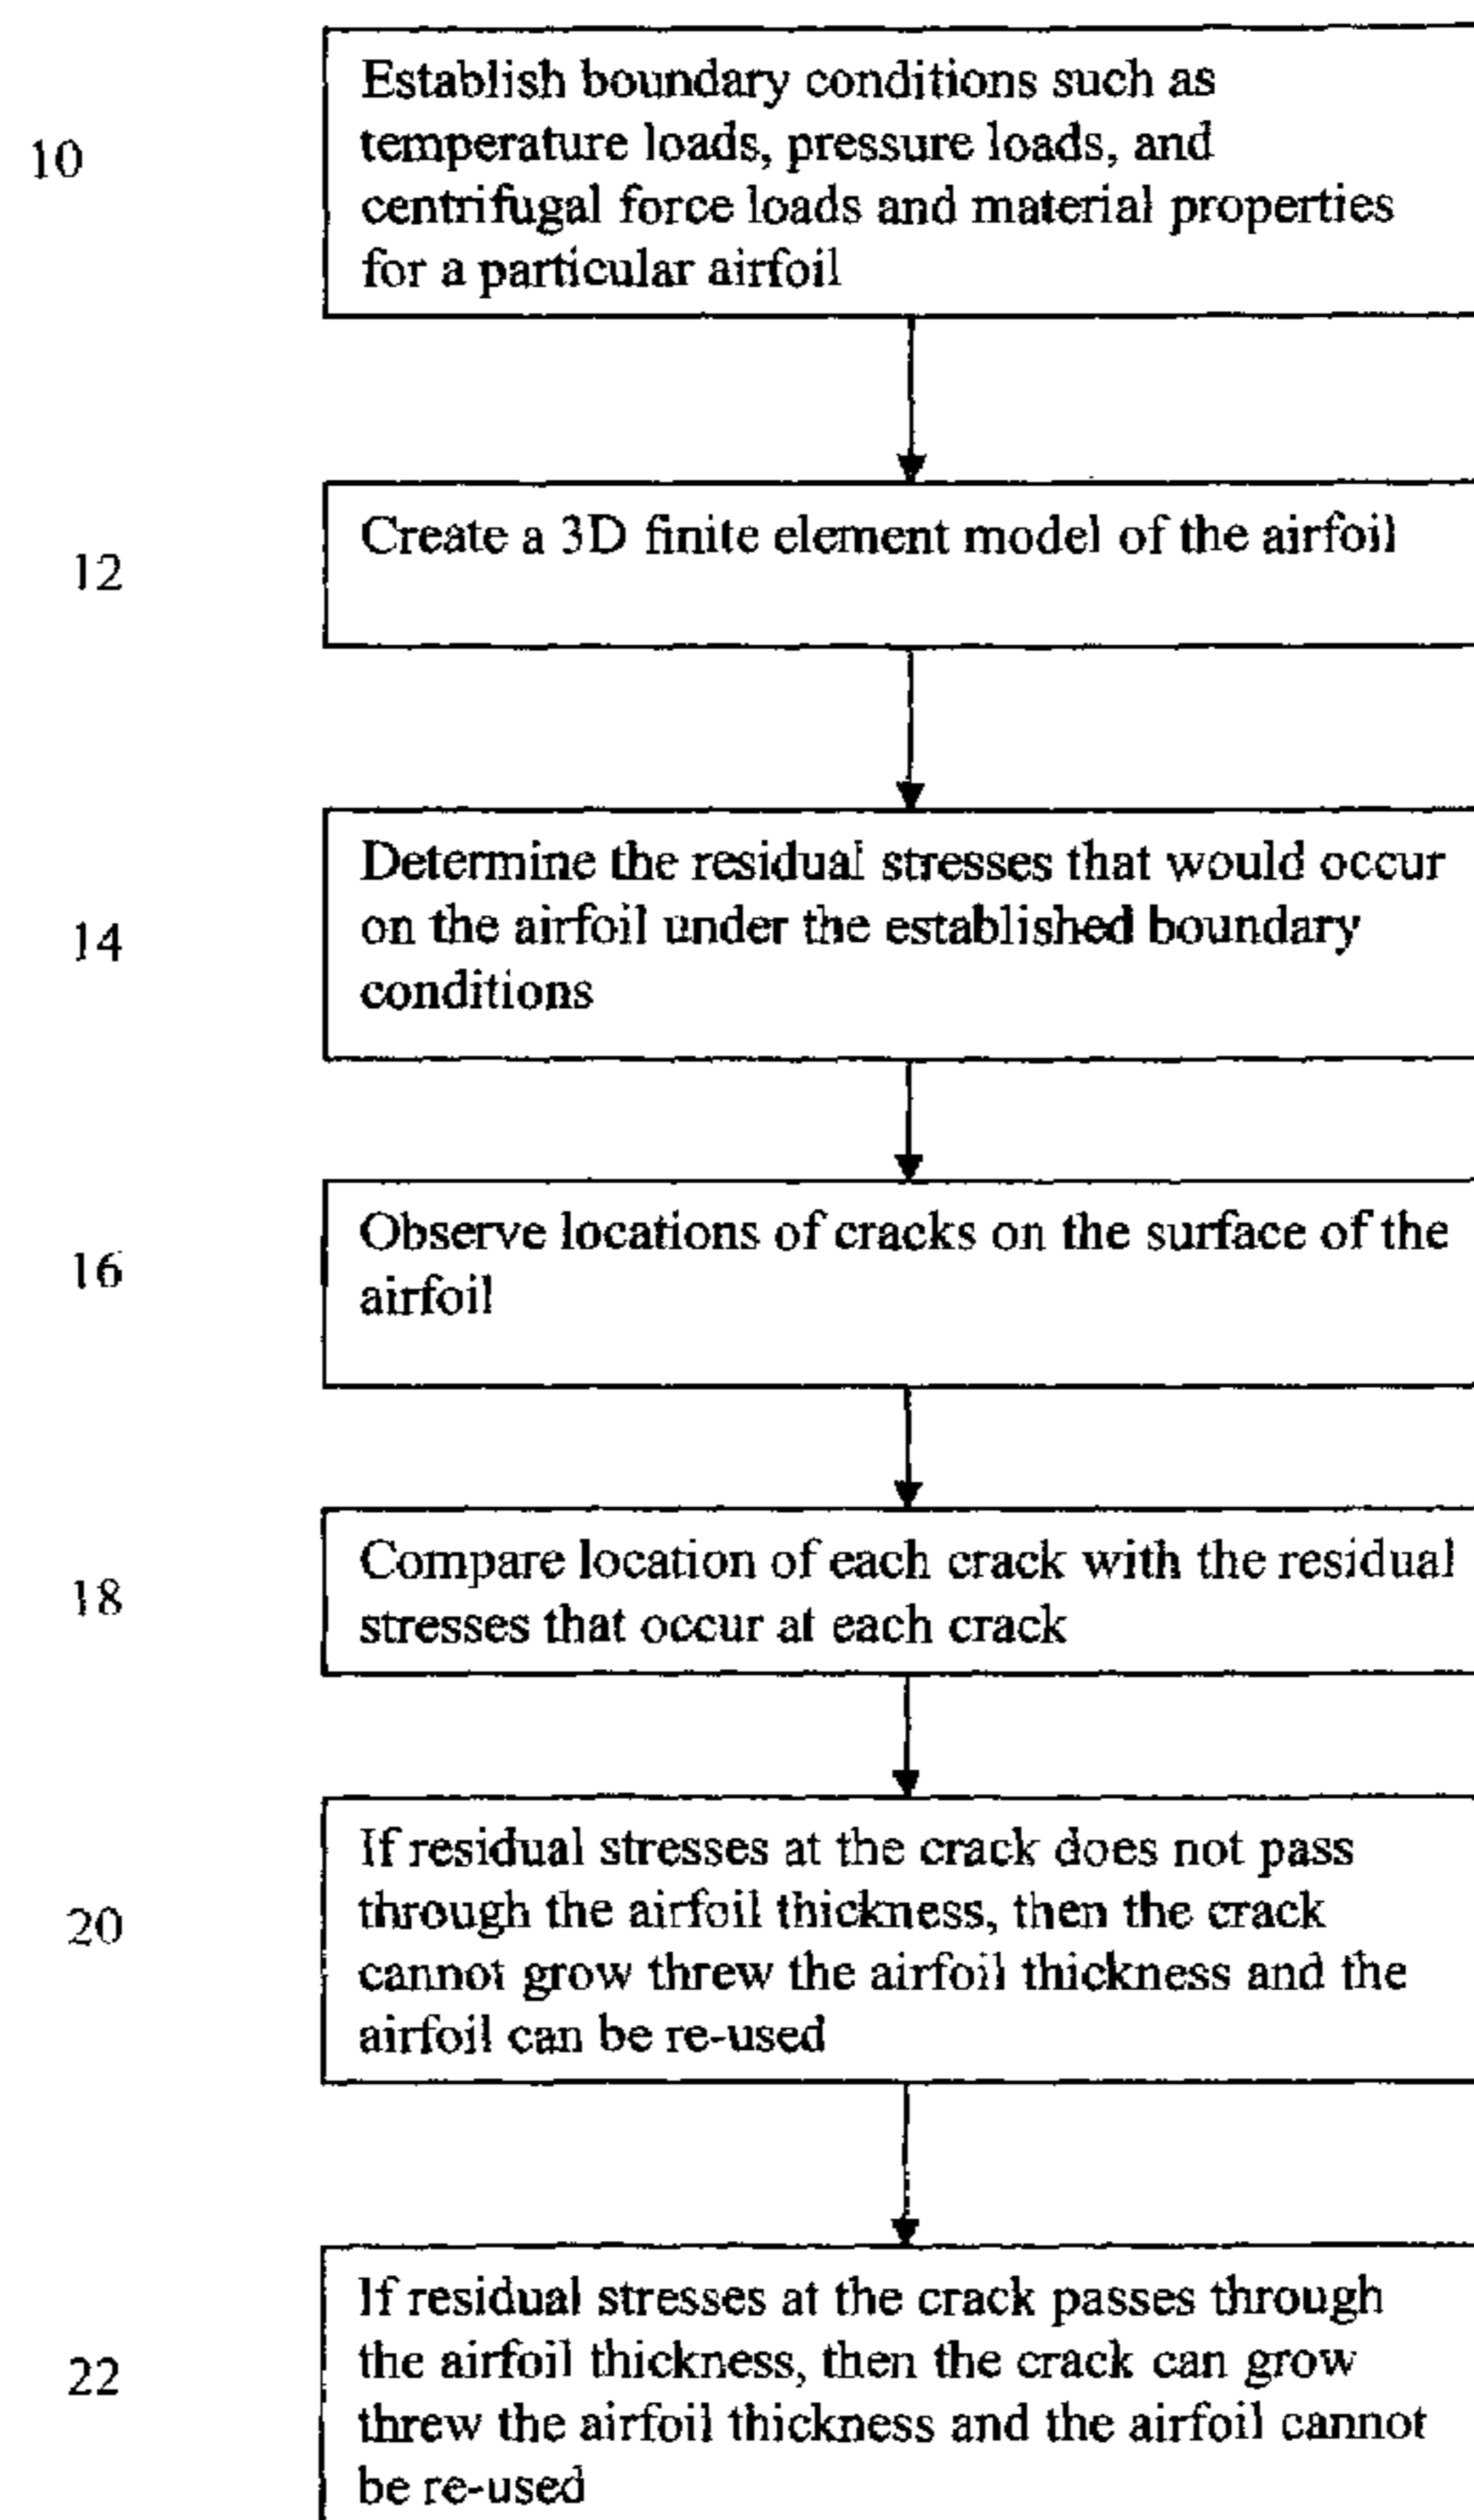 10
Establish boundary conditions such as
temperature loads, pressure loads, and
centrifugal force loads and material properties
for a particular airfoil
12
Create a 3D finite element model of the airfoil
14
Determine the residual stresses that would occur
on the airfoil under the established boundary
conditions
16
Observe locations of cracks on the surface of the
airfoil
18
Compare location of each crack with the residual
stresses that occur at each crack
20
If residual stresses at the crack does not pass
through the airfoil thickness, then the crack
cannot grow threw the airfoil thickness and the
airfoil can be re-used
22
If residual stresses at the crack passes through
the airfoil thickness, then the crack can grow
threw the airfoil thickness and the airfoil cannot
be re-used